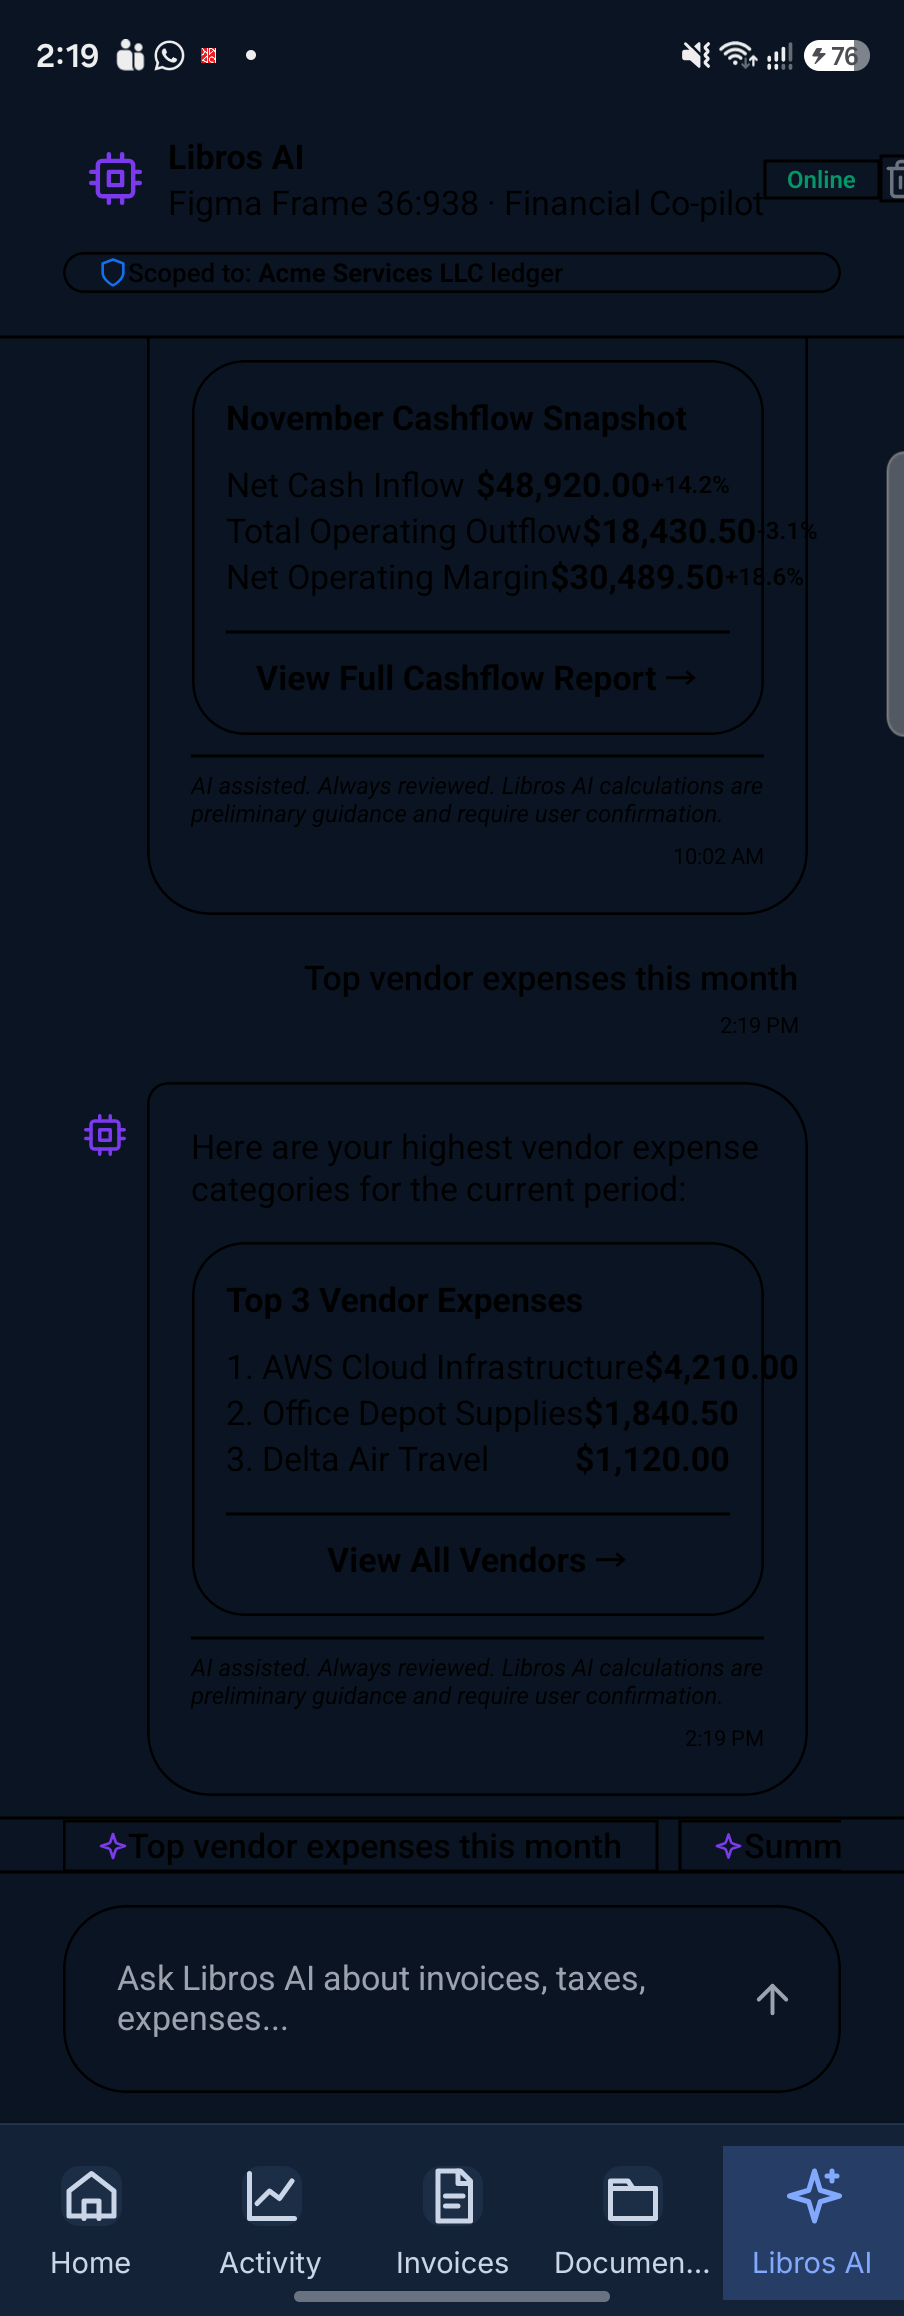 2:19
76
Libros AI
Figma Frame 36:938 · Financial Co-pilot
Online
Scoped to: Acme Services LLC ledger
November Cashflow Snapshot
Net Cash Inflow $48,920.00 +14.2%
Total Operating Outflow $18,430.50 -3.1%
Net Operating Margin $30,489.50 +18.6%
View Full Cashflow Report →
AI assisted. Always reviewed. Libros AI calculations are
preliminary guidance and require user confirmation.
10:02 AM
Top vendor expenses this month
2:19 PM
Here are your highest vendor expense
categories for the current period:
Top 3 Vendor Expenses
1. AWS Cloud Infrastructure $4,210.00
2. Office Depot Supplies $1,840.50
3. Delta Air Travel $1,120.00
View All Vendors →
AI assisted. Always reviewed. Libros AI calculations are
preliminary guidance and require user confirmation.
2:19 PM
Top vendor expenses this month
Summ
Ask Libros AI about invoices, taxes,
expenses...
Home
Activity
Invoices
Documen...
Libros AI